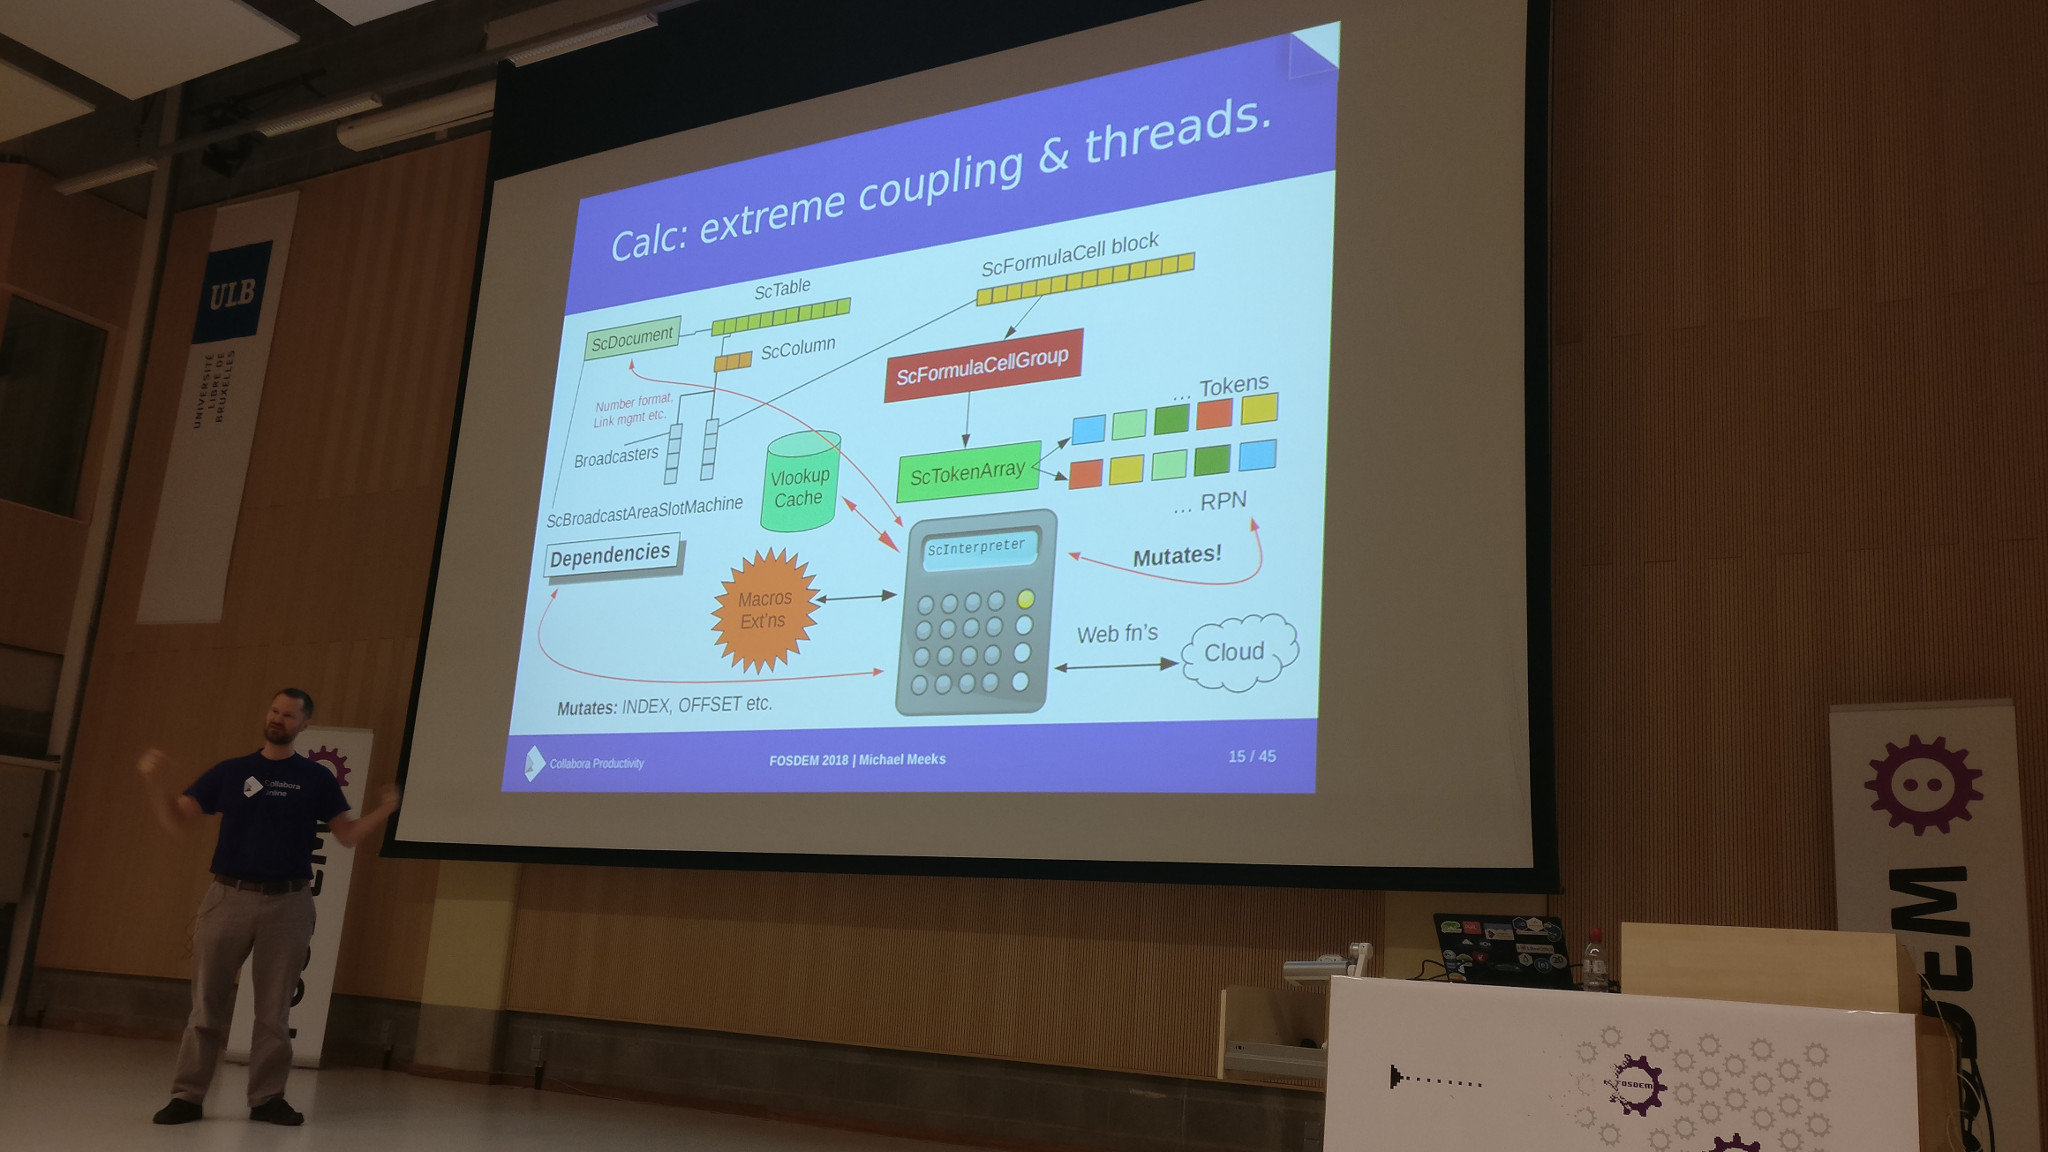 Calc: extreme coupling & threads.
ScFormulaCell block
ScTable
ScDocument
ScColumn
ScFormulaCellGroup
Number format,
Link mgmt etc.
Broadcasters
Vlookup
Cache
... Tokens
ScTokenArray
... RPN
ScBroadcastAreaSlotMachine
Dependencies
ScInterpreter
Mutates!
Macros
Ext'ns
Web fn's
Cloud
Mutates: INDEX, OFFSET etc.
Collabora Productivity
FOSDEM 2018 | Michael Meeks
15 / 45
ULB
UNIVERSITÉ
LIBRE DE
BRUXELLES
Collabora
Online
DEM
FOSDEM